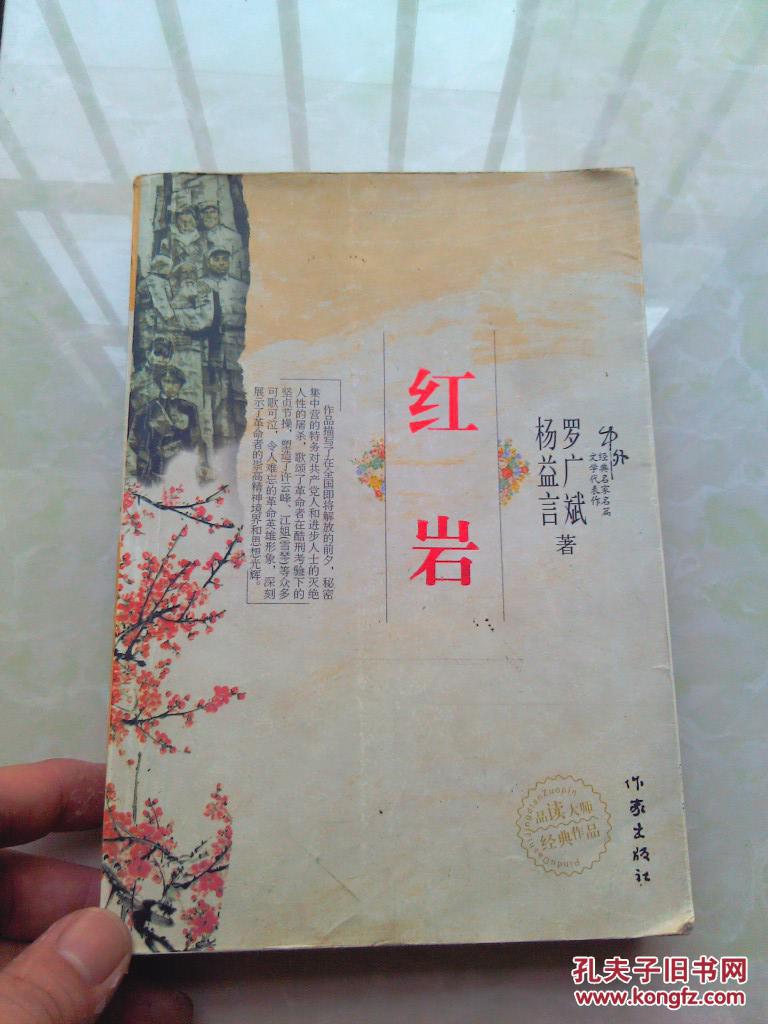 中外
经典名家名篇
文学代表作
罗广斌
杨益言
著
红岩
作品描写了在全国即将解放的前夕，秘密
集中营的特务对共产党人和进步人士的灭绝
人性的屠杀，歌颂了革命者在酷刑考验下的
坚贞节操，塑造了许云峰、江姐(雪琴)等众多
可歌可泣，令人难忘的革命英雄形象，深刻
展示了革命者的崇高精神境界和思想光辉。
品读大师
经典作品
作家出版社
孔夫子旧书网
www.kongfz.com